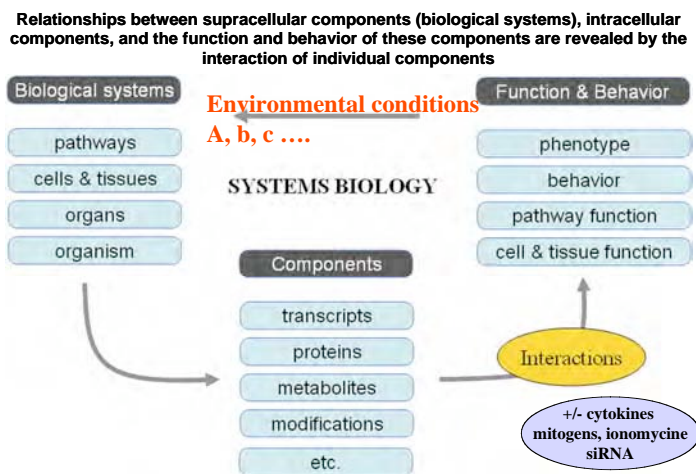 Relationships between supracellular components (biological systems), intracellular
components, and the function and behavior of these components are revealed by the
interaction of individual components
Biological systems
pathways
cells & tissues
organs
organism
Environmental conditions
A, b, c ....
SYSTEMS BIOLOGY
Function & Behavior
phenotype
behavior
pathway function
cell & tissue function
Components
transcripts
proteins
metabolites
modifications
etc.
Interactions
+/- cytokines
mitogens, ionomycine
siRNA